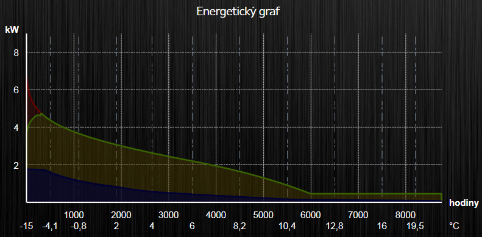 Energetický graf
kW
8
6
4
2
hodiny
1000 2000 3000 4000 5000 6000 7000 8000
-15 -4,1 -0,8 2 4 6 8,2 10,4 12,8 16 19,5 °C